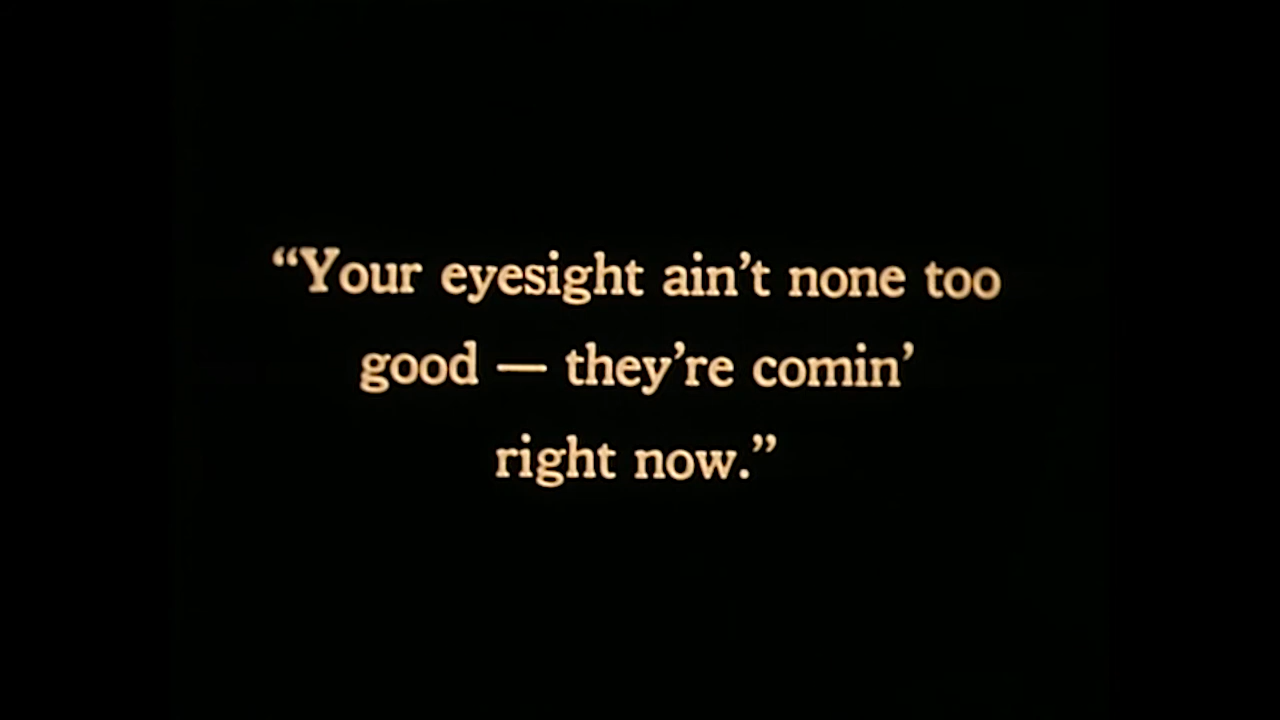 “Your eyesight ain’t none too
good — they’re comin’
right now.”